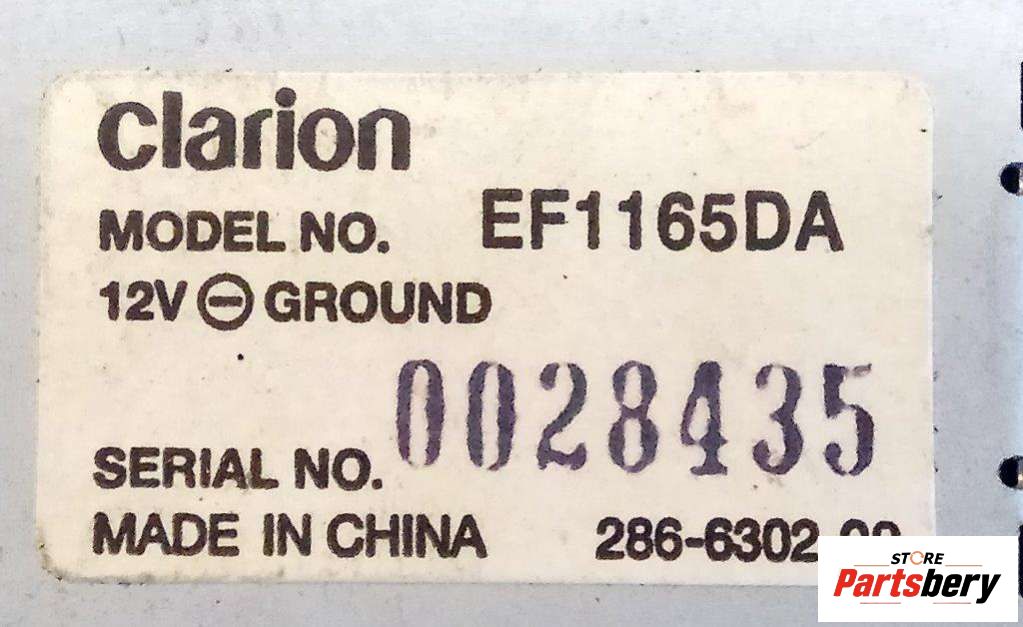 clarion
MODEL NO. EF1165DA
12V ⊖ GROUND
SERIAL NO. 0028435
MADE IN CHINA 286-6302
STORE
Partsbery